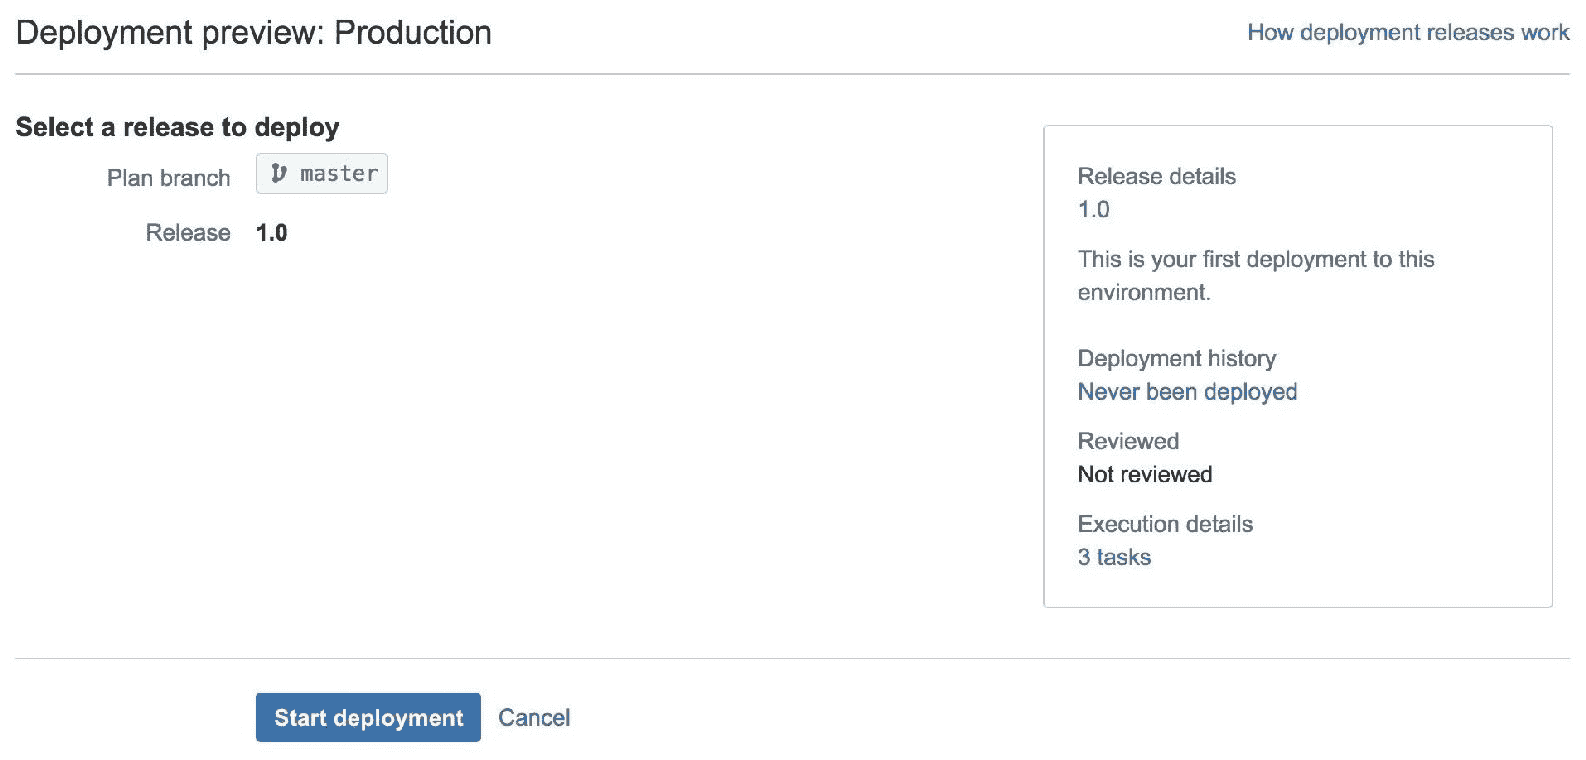 Deployment preview: Production
How deployment releases work
Select a release to deploy
Plan branch master
Release 1.0
Release details
1.0
This is your first deployment to this
environment.
Deployment history
Never been deployed
Reviewed
Not reviewed
Execution details
3 tasks
Start deployment Cancel